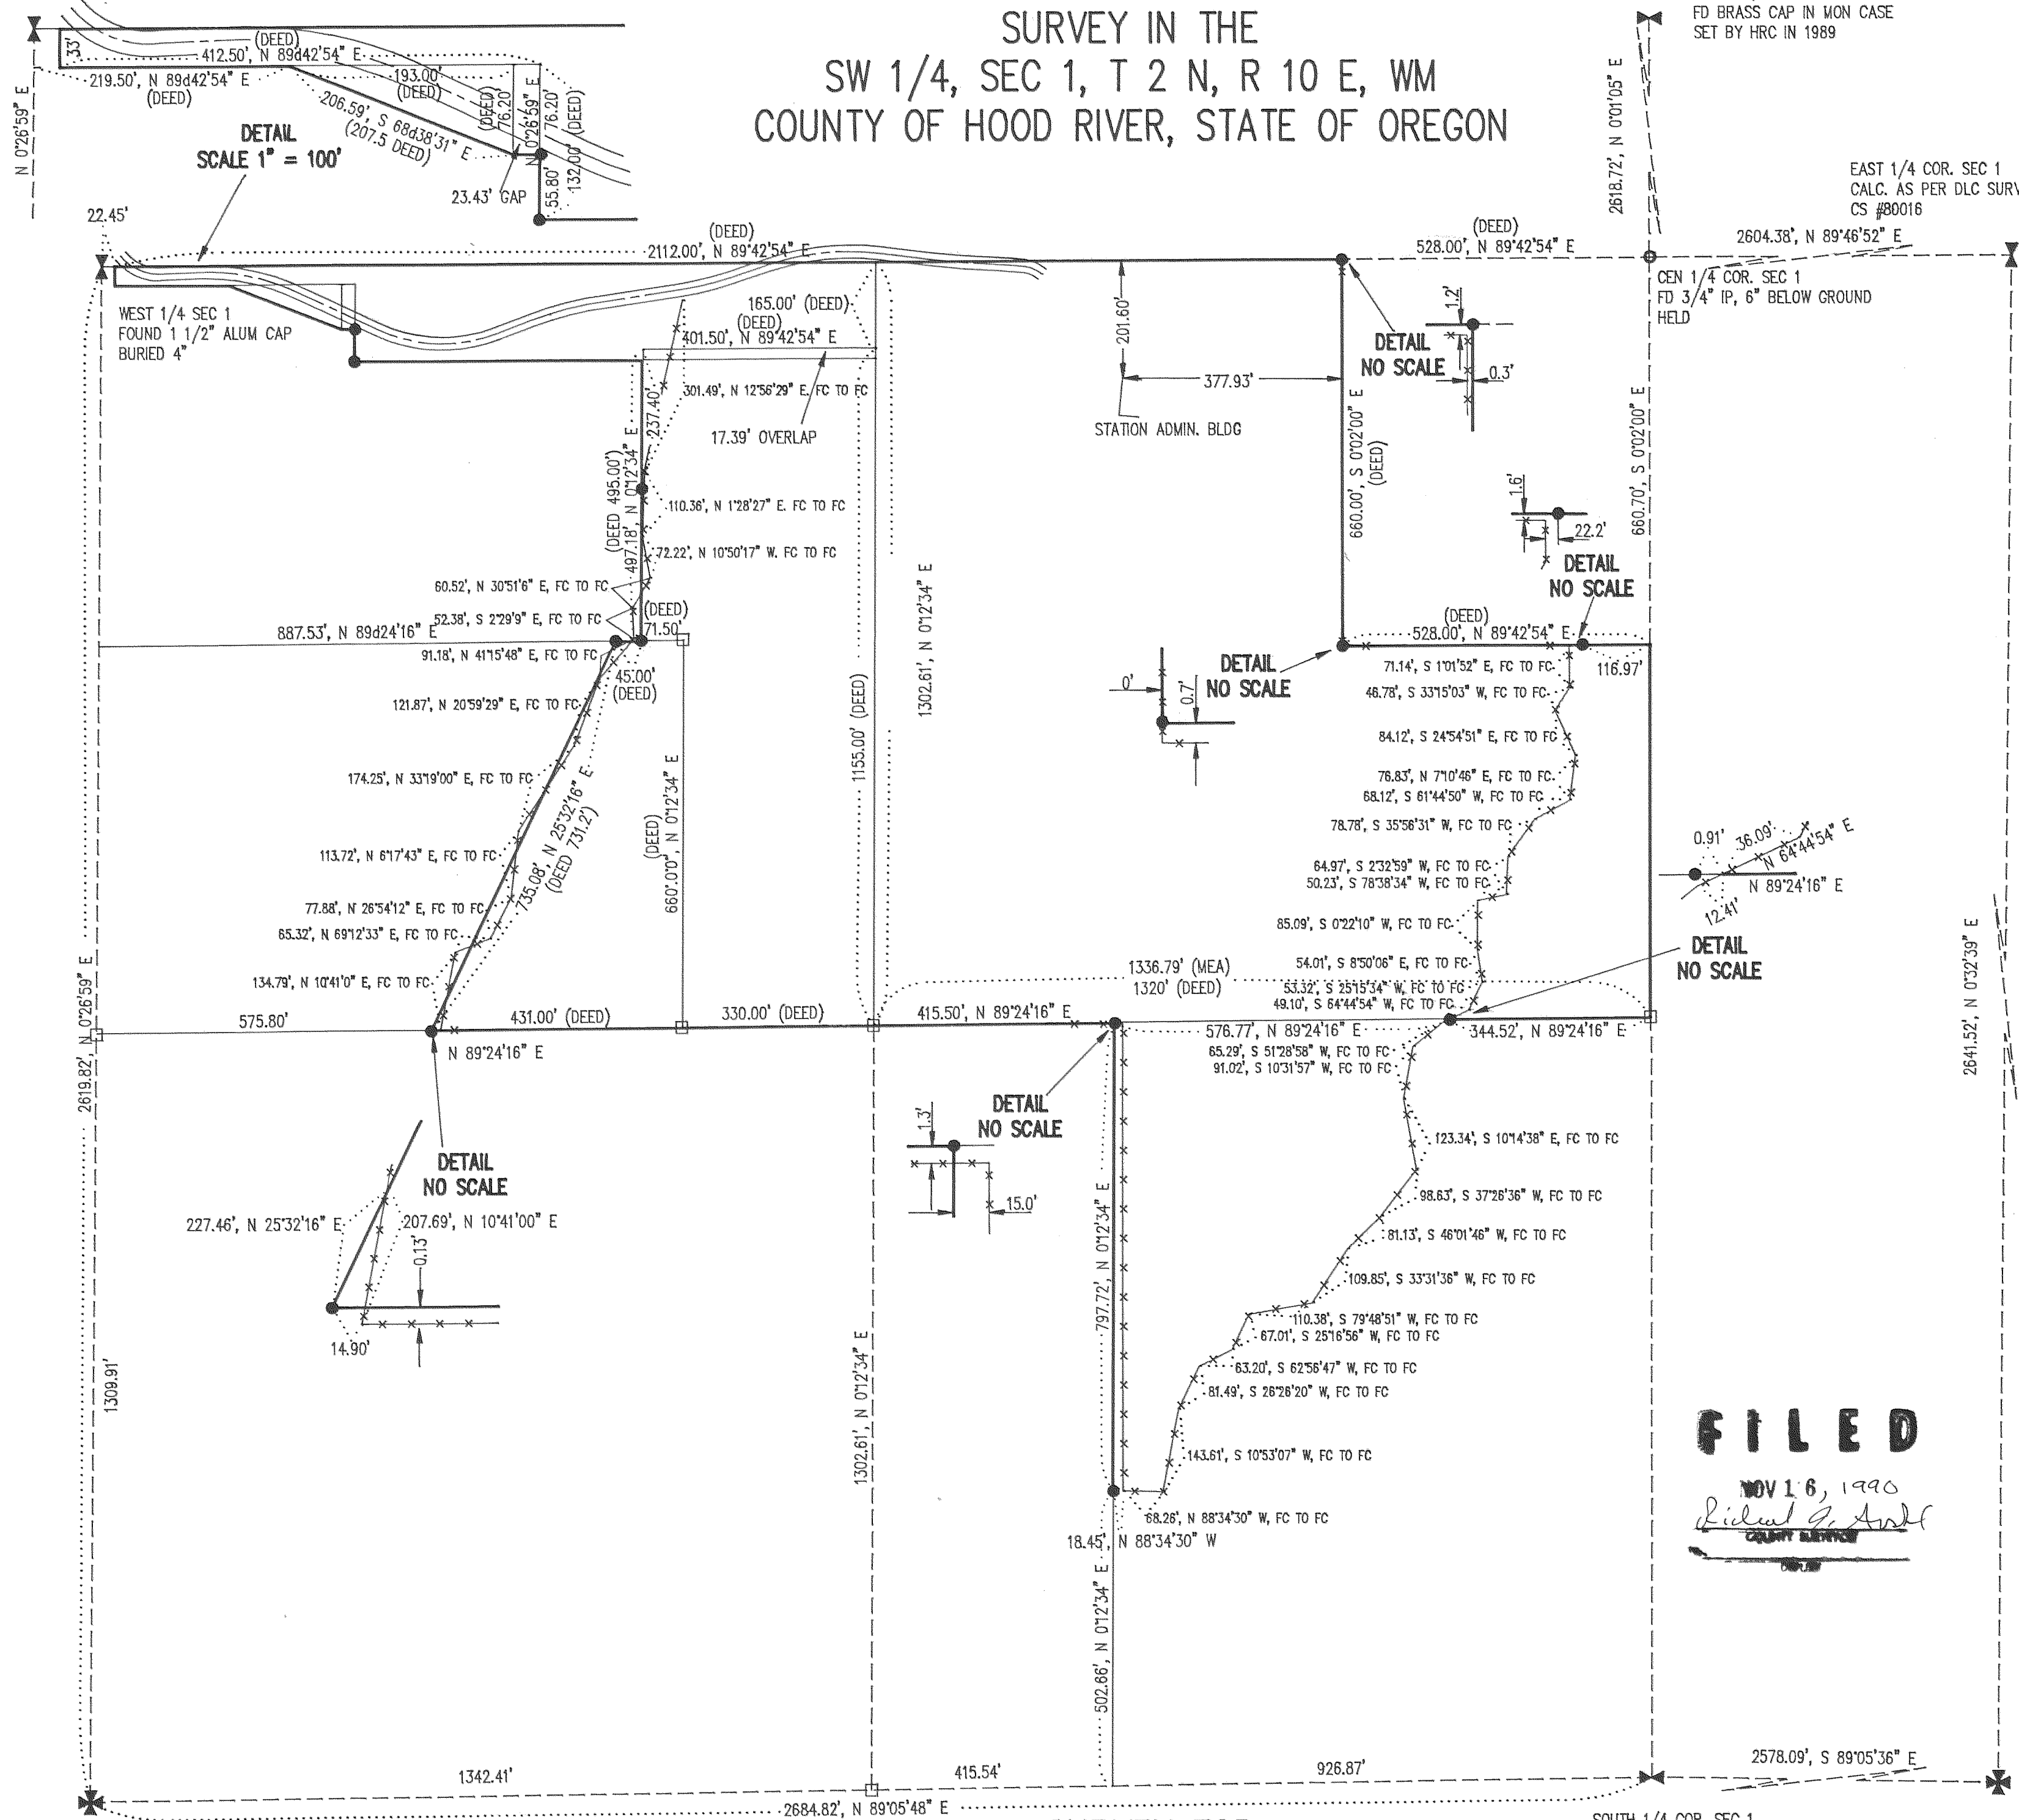 SURVEY IN THE
SW 1/4, SEC 1, T 2 N, R 10 E, WM
COUNTY OF HOOD RIVER, STATE OF OREGON
FD BRASS CAP IN MON CASE
SET BY HRC IN 1989
N 0°26'59" E
33'
(DEED)
412.50', N 89d42'54" E
219.50', N 89d42'54" E
(DEED)
193.00'
(DEED)
206.59', S 68d38'31" E
(207.5 DEED)
(DEED)
76.20'
N 0°26'59" E
76.20'
132.00' (DEED)
55.80'
23.43' GAP
DETAIL
SCALE 1" = 100'
2618.72', N 0°01'05" E
EAST 1/4 COR. SEC 1
CALC. AS PER DLC SURV
CS #80016
22.45'
(DEED)
2112.00', N 89°42'54" E
(DEED)
528.00', N 89°42'54" E
2604.38', N 89°46'52" E
CEN 1/4 COR. SEC 1
FD 3/4" IP, 6" BELOW GROUND
HELD
WEST 1/4 SEC 1
FOUND 1 1/2" ALUM CAP
BURIED 4"
165.00' (DEED)
(DEED)
401.50', N 89°42'54" E
301.49', N 12°56'29" E. FC TO FC
17.39' OVERLAP
237.40'
497.18', N 0°12'34" E
(DEED 495.00')
201.60'
377.93'
STATION ADMIN. BLDG
660.00', S 0°02'00" E
(DEED)
DETAIL
NO SCALE
1.2'
0.3'
660.70', S 0°02'00" E
1.6'
22.2'
DETAIL
NO SCALE
110.36', N 1°28'27" E. FC TO FC
72.22', N 10°50'17" W. FC TO FC
60.52', N 30°51'6" E, FC TO FC
52.38', S 2°29'9" E, FC TO FC
(DEED)
71.50'
887.53', N 89d24'16" E
91.18', N 41°15'48" E, FC TO FC
45.00'
(DEED)
121.87', N 20°59'29" E, FC TO FC
174.25', N 33°19'00" E, FC TO FC
113.72', N 6°17'43" E, FC TO FC
77.88', N 26°54'12" E, FC TO FC
65.32', N 69°12'33" E, FC TO FC
134.79', N 10°41'0" E, FC TO FC
735.08', N 25°32'16" E
(DEED 731.2')
660'.0'0", N 0°12'34" E
(DEED)
1155.00' (DEED)
1302.61', N 0°12'34" E
(DEED)
528.00', N 89°42'54" E
116.97'
DETAIL
NO SCALE
0'
0.7'
71.14', S 1°01'52" E, FC TO FC
46.78', S 33°15'03" W, FC TO FC
84.12', S 24°54'51" E, FC TO FC
76.83', N 7°10'46" E, FC TO FC
68.12', S 61°44'50" W, FC TO FC
78.78', S 35°56'31" W, FC TO FC
64.97', S 2°32'59" W, FC TO FC
50.23', S 78°38'34" W, FC TO FC
85.09', S 0°22'10" W, FC TO FC
54.01', S 8°50'06" E, FC TO FC
53.32', S 25°15'34" W, FC TO FC
49.10', S 64°44'54" W, FC TO FC
0.91'
36.09'
N 64°44'54" E
N 89°24'16" E
12.41'
DETAIL
NO SCALE
2641.52', N 0°32'39" E
1336.79' (MEA)
1320' (DEED)
2619.82', N 0°26'59" E
575.80'
431.00' (DEED)
330.00' (DEED)
415.50', N 89°24'16" E
576.77', N 89°24'16" E
344.52', N 89°24'16" E
N 89°24'16" E
65.29', S 51°28'58" W, FC TO FC
91.02', S 10°31'57" W, FC TO FC
DETAIL
NO SCALE
227.46', N 25°32'16" E
207.69', N 10°41'00" E
0.13'
14.90'
DETAIL
NO SCALE
1.3'
15.0'
123.34', S 10°14'38" E, FC TO FC
98.63', S 37°26'36" W, FC TO FC
81.13', S 46°01'46" W, FC TO FC
109.85', S 33°31'36" W, FC TO FC
110.38', S 79°48'51" W, FC TO FC
67.01', S 25°16'56" W, FC TO FC
63.20', S 62°56'47" W, FC TO FC
81.49', S 26°26'20" W, FC TO FC
143.61', S 10°53'07" W, FC TO FC
68.26', N 88°34'30" W, FC TO FC
18.45', N 88°34'30" W
797.72', N 0°12'34" E
1309.91'
1302.61', N 0°12'34" E
502.66', N 0°12'34" E
FILED
NOV 16, 1990
COUNTY SURVEYOR
1342.41'
415.54'
926.87'
2578.09', S 89°05'36" E
2684.82', N 89°05'48" E
SOUTH 1/4 COR. SEC 1